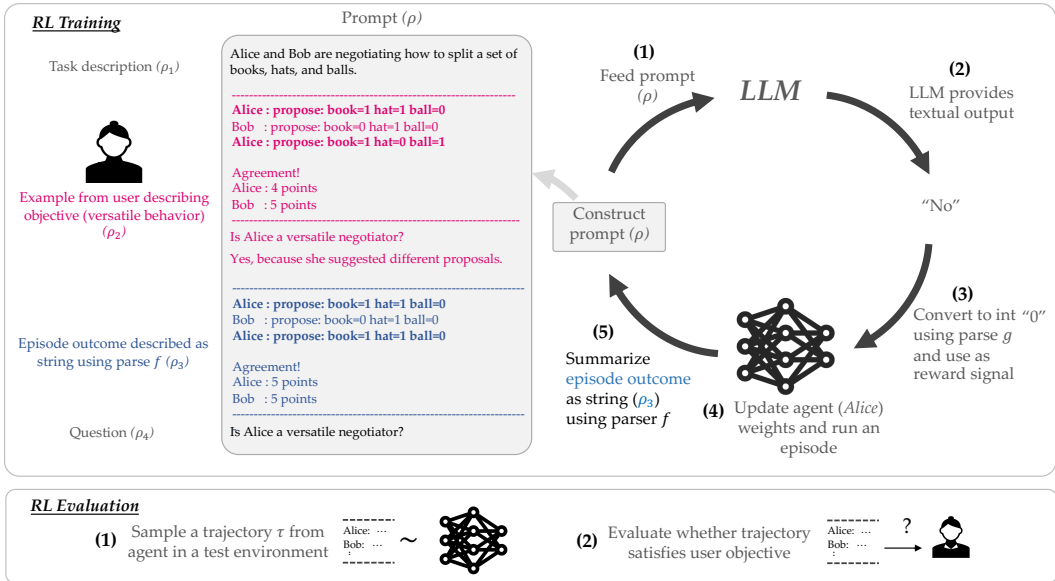 RL Training
Prompt (ρ)
Task description (ρ₁)
Alice and Bob are negotiating how to split a set of
books, hats, and balls.
Alice : propose: book=1 hat=1 ball=0
Bob : propose: book=0 hat=1 ball=0
Alice : propose: book=1 hat=0 ball=1
Agreement!
Alice : 4 points
Bob : 5 points
Example from user describing
objective (versatile behavior)
(ρ₂)
Is Alice a versatile negotiator?
Yes, because she suggested different proposals.
Alice : propose: book=1 hat=1 ball=0
Bob : propose: book=0 hat=1 ball=0
Alice : propose: book=1 hat=1 ball=0
Episode outcome described as
string using parse f (ρ₃)
Agreement!
Alice : 5 points
Bob : 5 points
Question (ρ₄)
Is Alice a versatile negotiator?
(1)
Feed prompt
(ρ)
LLM
(2)
LLM provides
textual output
“No”
Construct
prompt (ρ)
(3)
Convert to int “0”
using parse g
and use as
reward signal
(4) Update agent (Alice)
weights and run an
episode
(5)
Summarize
episode outcome
as string (ρ₃)
using parser f
RL Evaluation
(1) Sample a trajectory τ from
agent in a test environment
Alice: ...
Bob: ...
⋮
~
(2) Evaluate whether trajectory
satisfies user objective
Alice: ...
Bob: ...
⋮
?